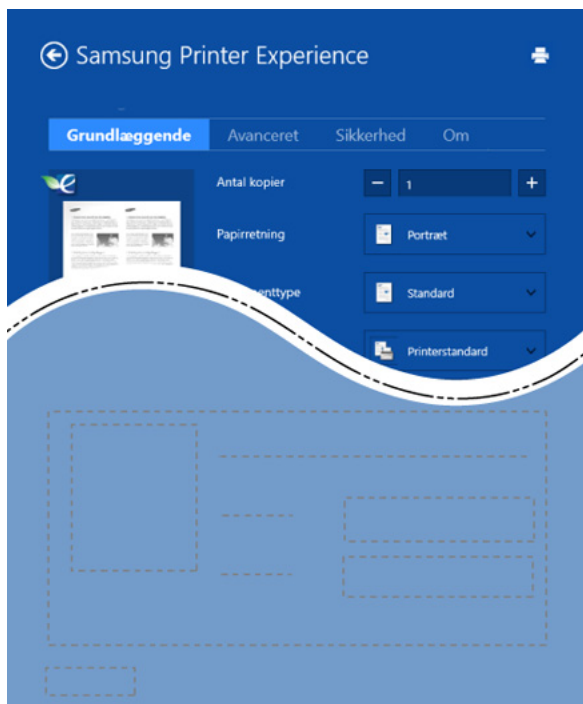 Samsung Printer Experience
Grundlæggende Avanceret Sikkerhed Om
Antal kopier 1
Papirretning Portræt
Standard
Printerstandard